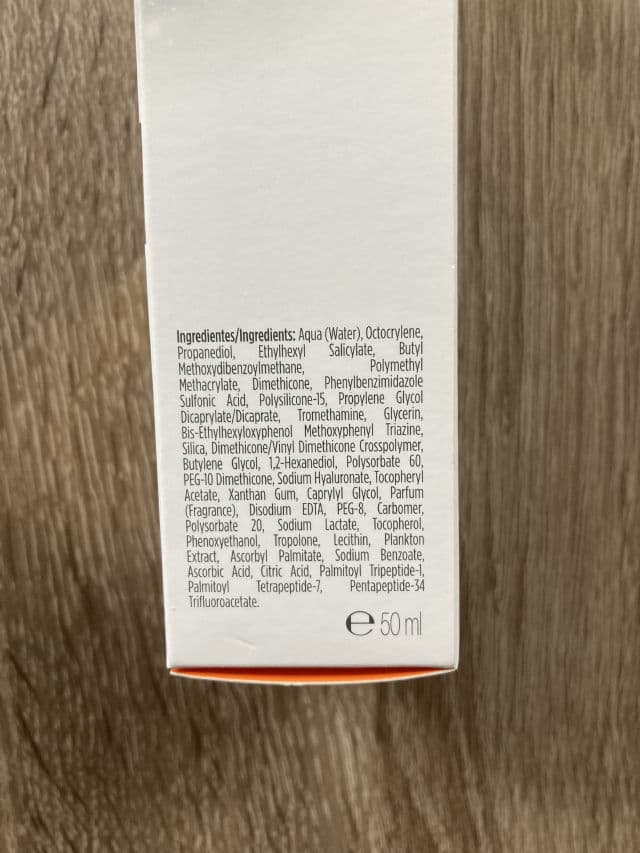 Ingredientes/Ingredients: Aqua (Water), Octocrylene,
Propanediol, Ethylhexyl Salicylate, Butyl
Methoxydibenzoylmethane, Polymethyl
Methacrylate, Dimethicone, Phenylbenzimidazole
Sulfonic Acid, Polysilicone-15, Propylene Glycol
Dicaprylate/Dicaprate, Tromethamine, Glycerin,
Bis-Ethylhexyloxyphenol Methoxyphenyl Triazine,
Silica, Dimethicone/Vinyl Dimethicone Crosspolymer,
Butylene Glycol, 1,2-Hexanediol, Polysorbate 60,
PEG-10 Dimethicone, Sodium Hyaluronate, Tocopheryl
Acetate, Xanthan Gum, Caprylyl Glycol, Parfum
(Fragrance), Disodium EDTA, PEG-8, Carbomer,
Polysorbate 20, Sodium Lactate, Tocopherol,
Phenoxyethanol, Tropolone, Lecithin, Plankton
Extract, Ascorbyl Palmitate, Sodium Benzoate,
Ascorbic Acid, Citric Acid, Palmitoyl Tripeptide-1,
Palmitoyl Tetrapeptide-7, Pentapeptide-34
Trifluoroacetate.
℮ 50 ml